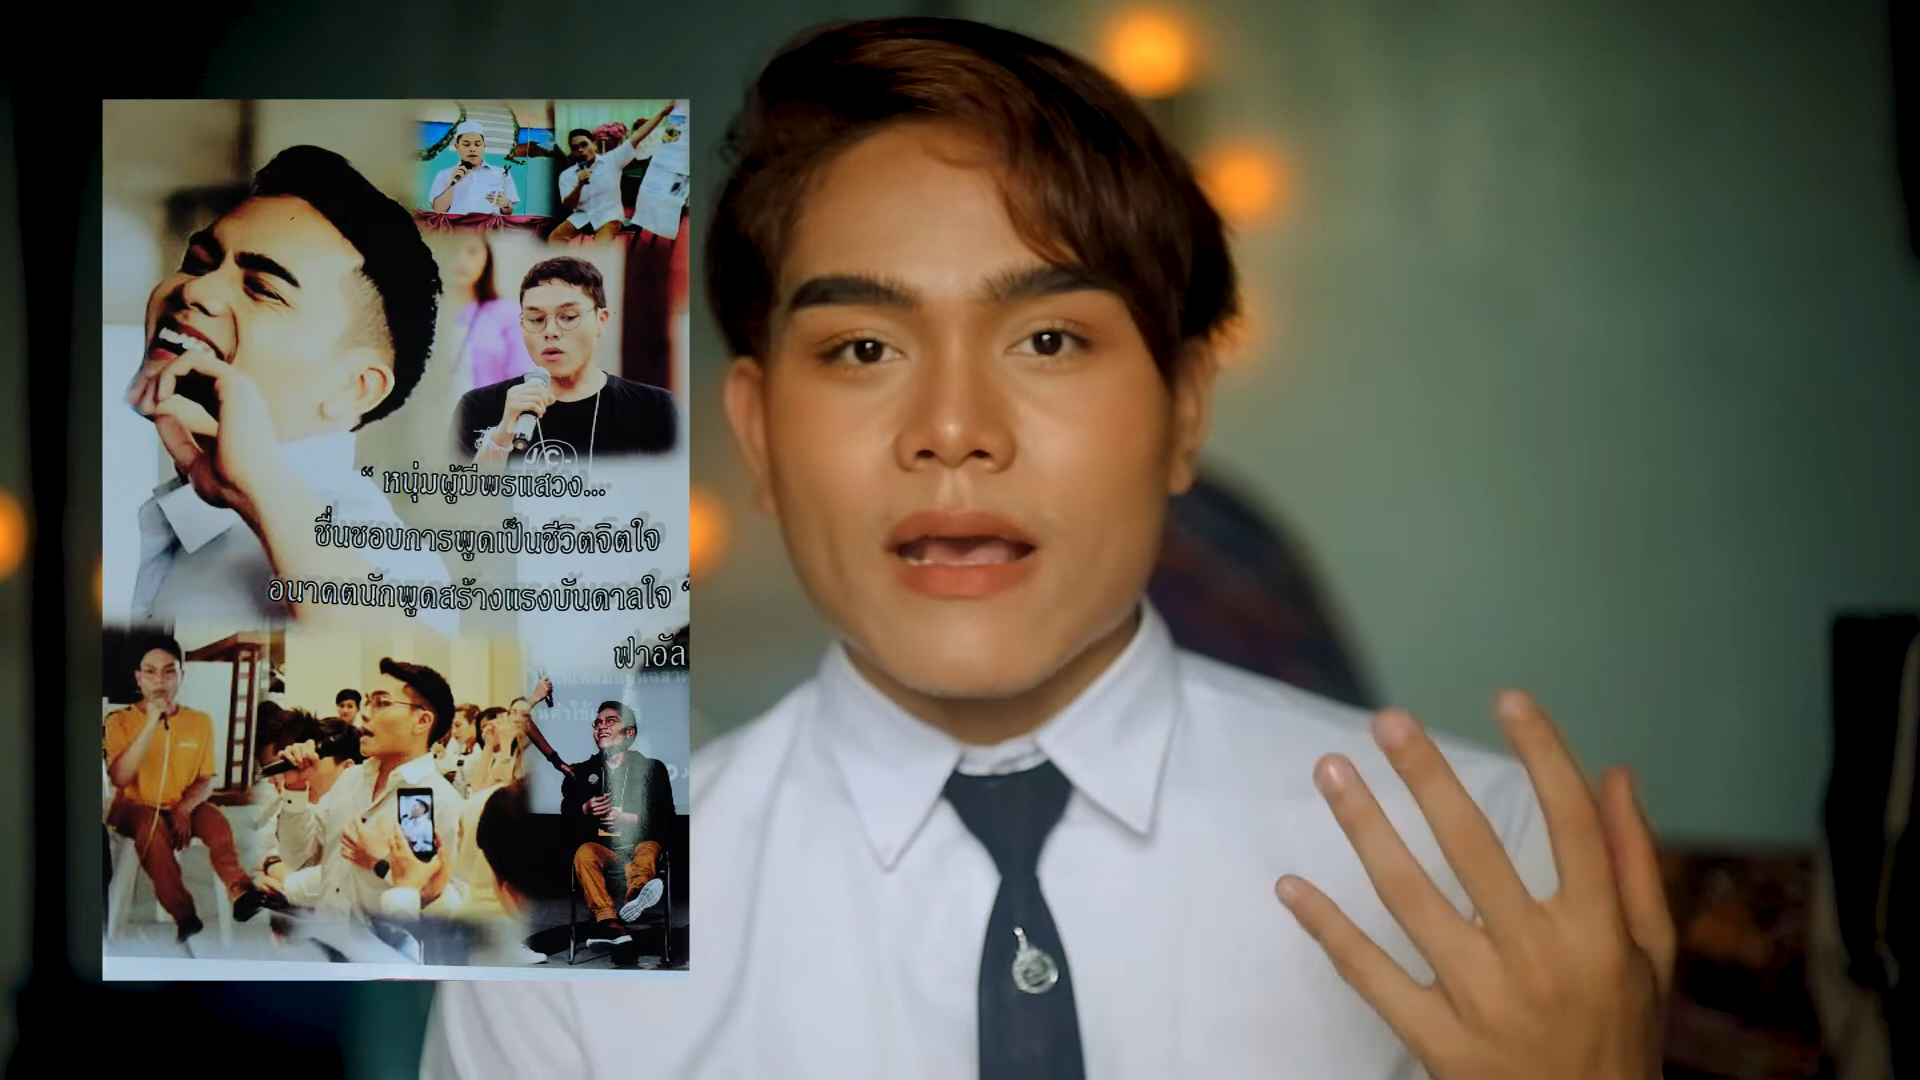 “ หนุ่มผู้มีพรแสวง...
ชื่นชอบการพูดเป็นชีวิตจิตใจ
อนาคตนักพูดสร้างแรงบันดาลใจ “
ฟาอัล